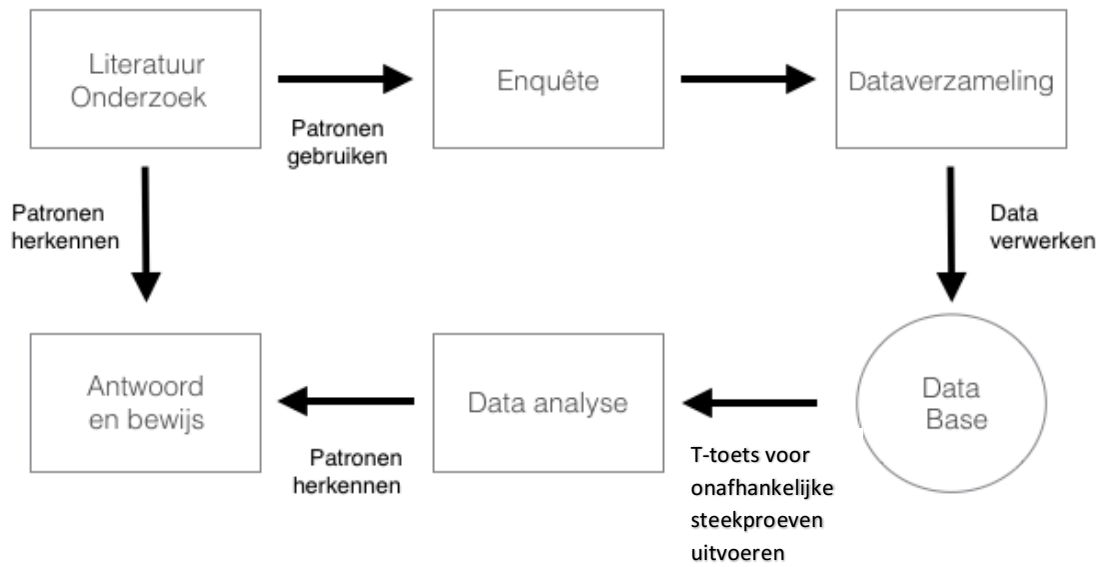 Literatuur
Onderzoek
Patronen
gebruiken
Enquête
Dataverzameling
Patronen
herkennen
Data
verwerken
Antwoord
en bewijs
Patronen
herkennen
Data analyse
T-toets voor
onafhankelijke
steekproeven
uitvoeren
Data
Base